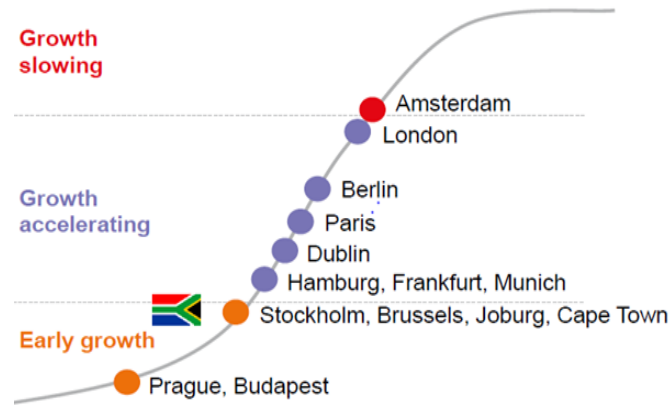 Growth
slowing
Amsterdam
London
Growth
accelerating
Berlin
Paris
Dublin
Hamburg, Frankfurt, Munich
Stockholm, Brussels, Joburg, Cape Town
Early growth
Prague, Budapest